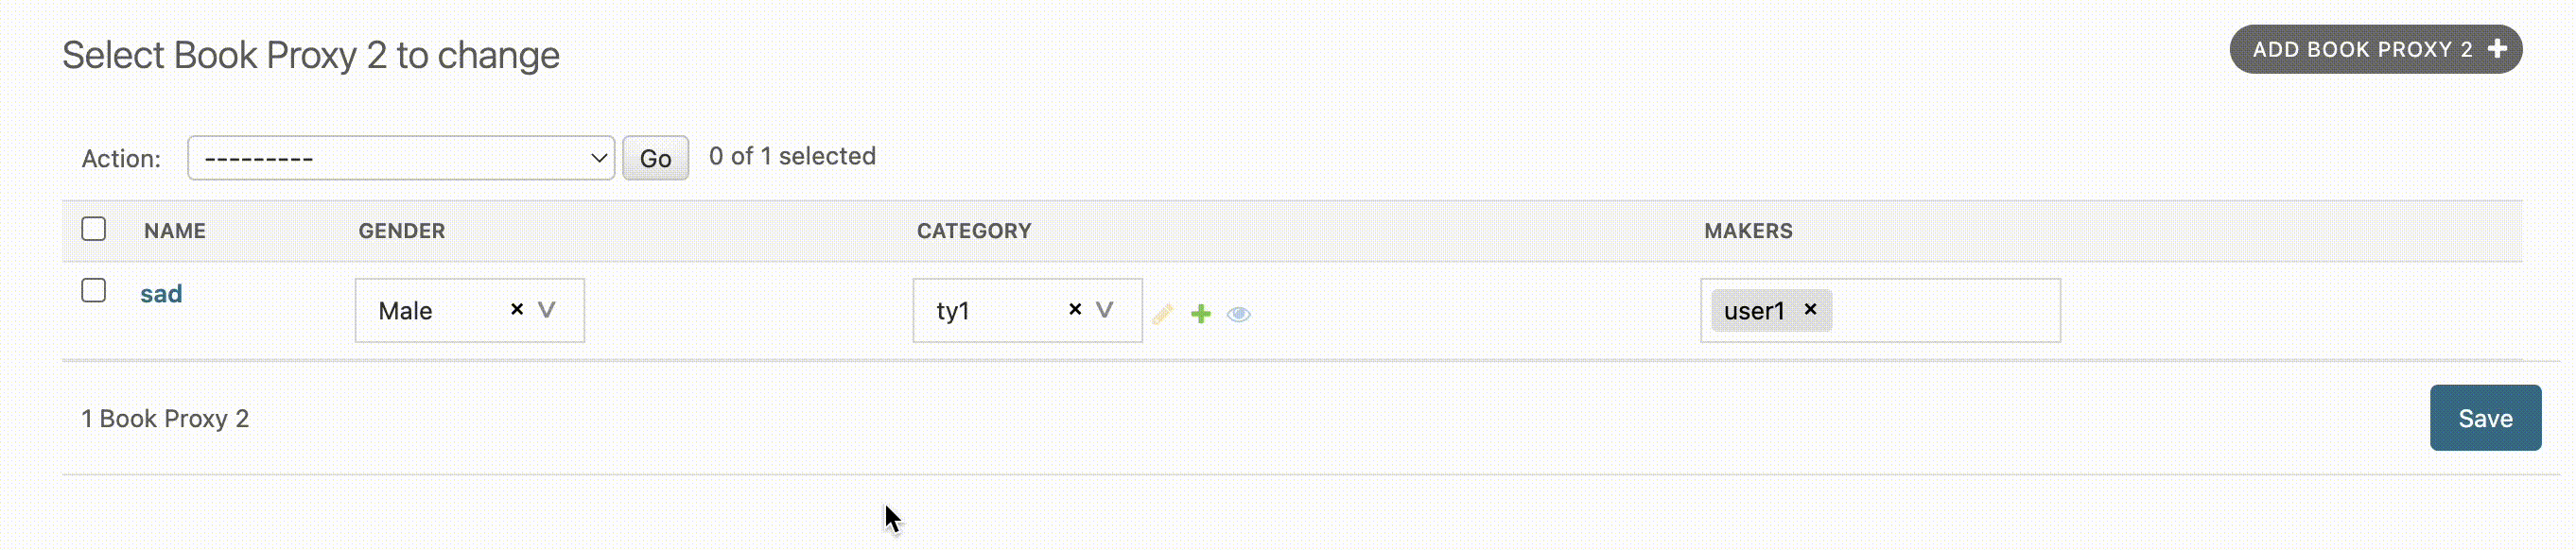 Select Book Proxy 2 to change
ADD BOOK PROXY 2 +
Action: --------- Go 0 of 1 selected
NAME GENDER CATEGORY MAKERS
sad Male × ty1 × user1 ×
1 Book Proxy 2
Save